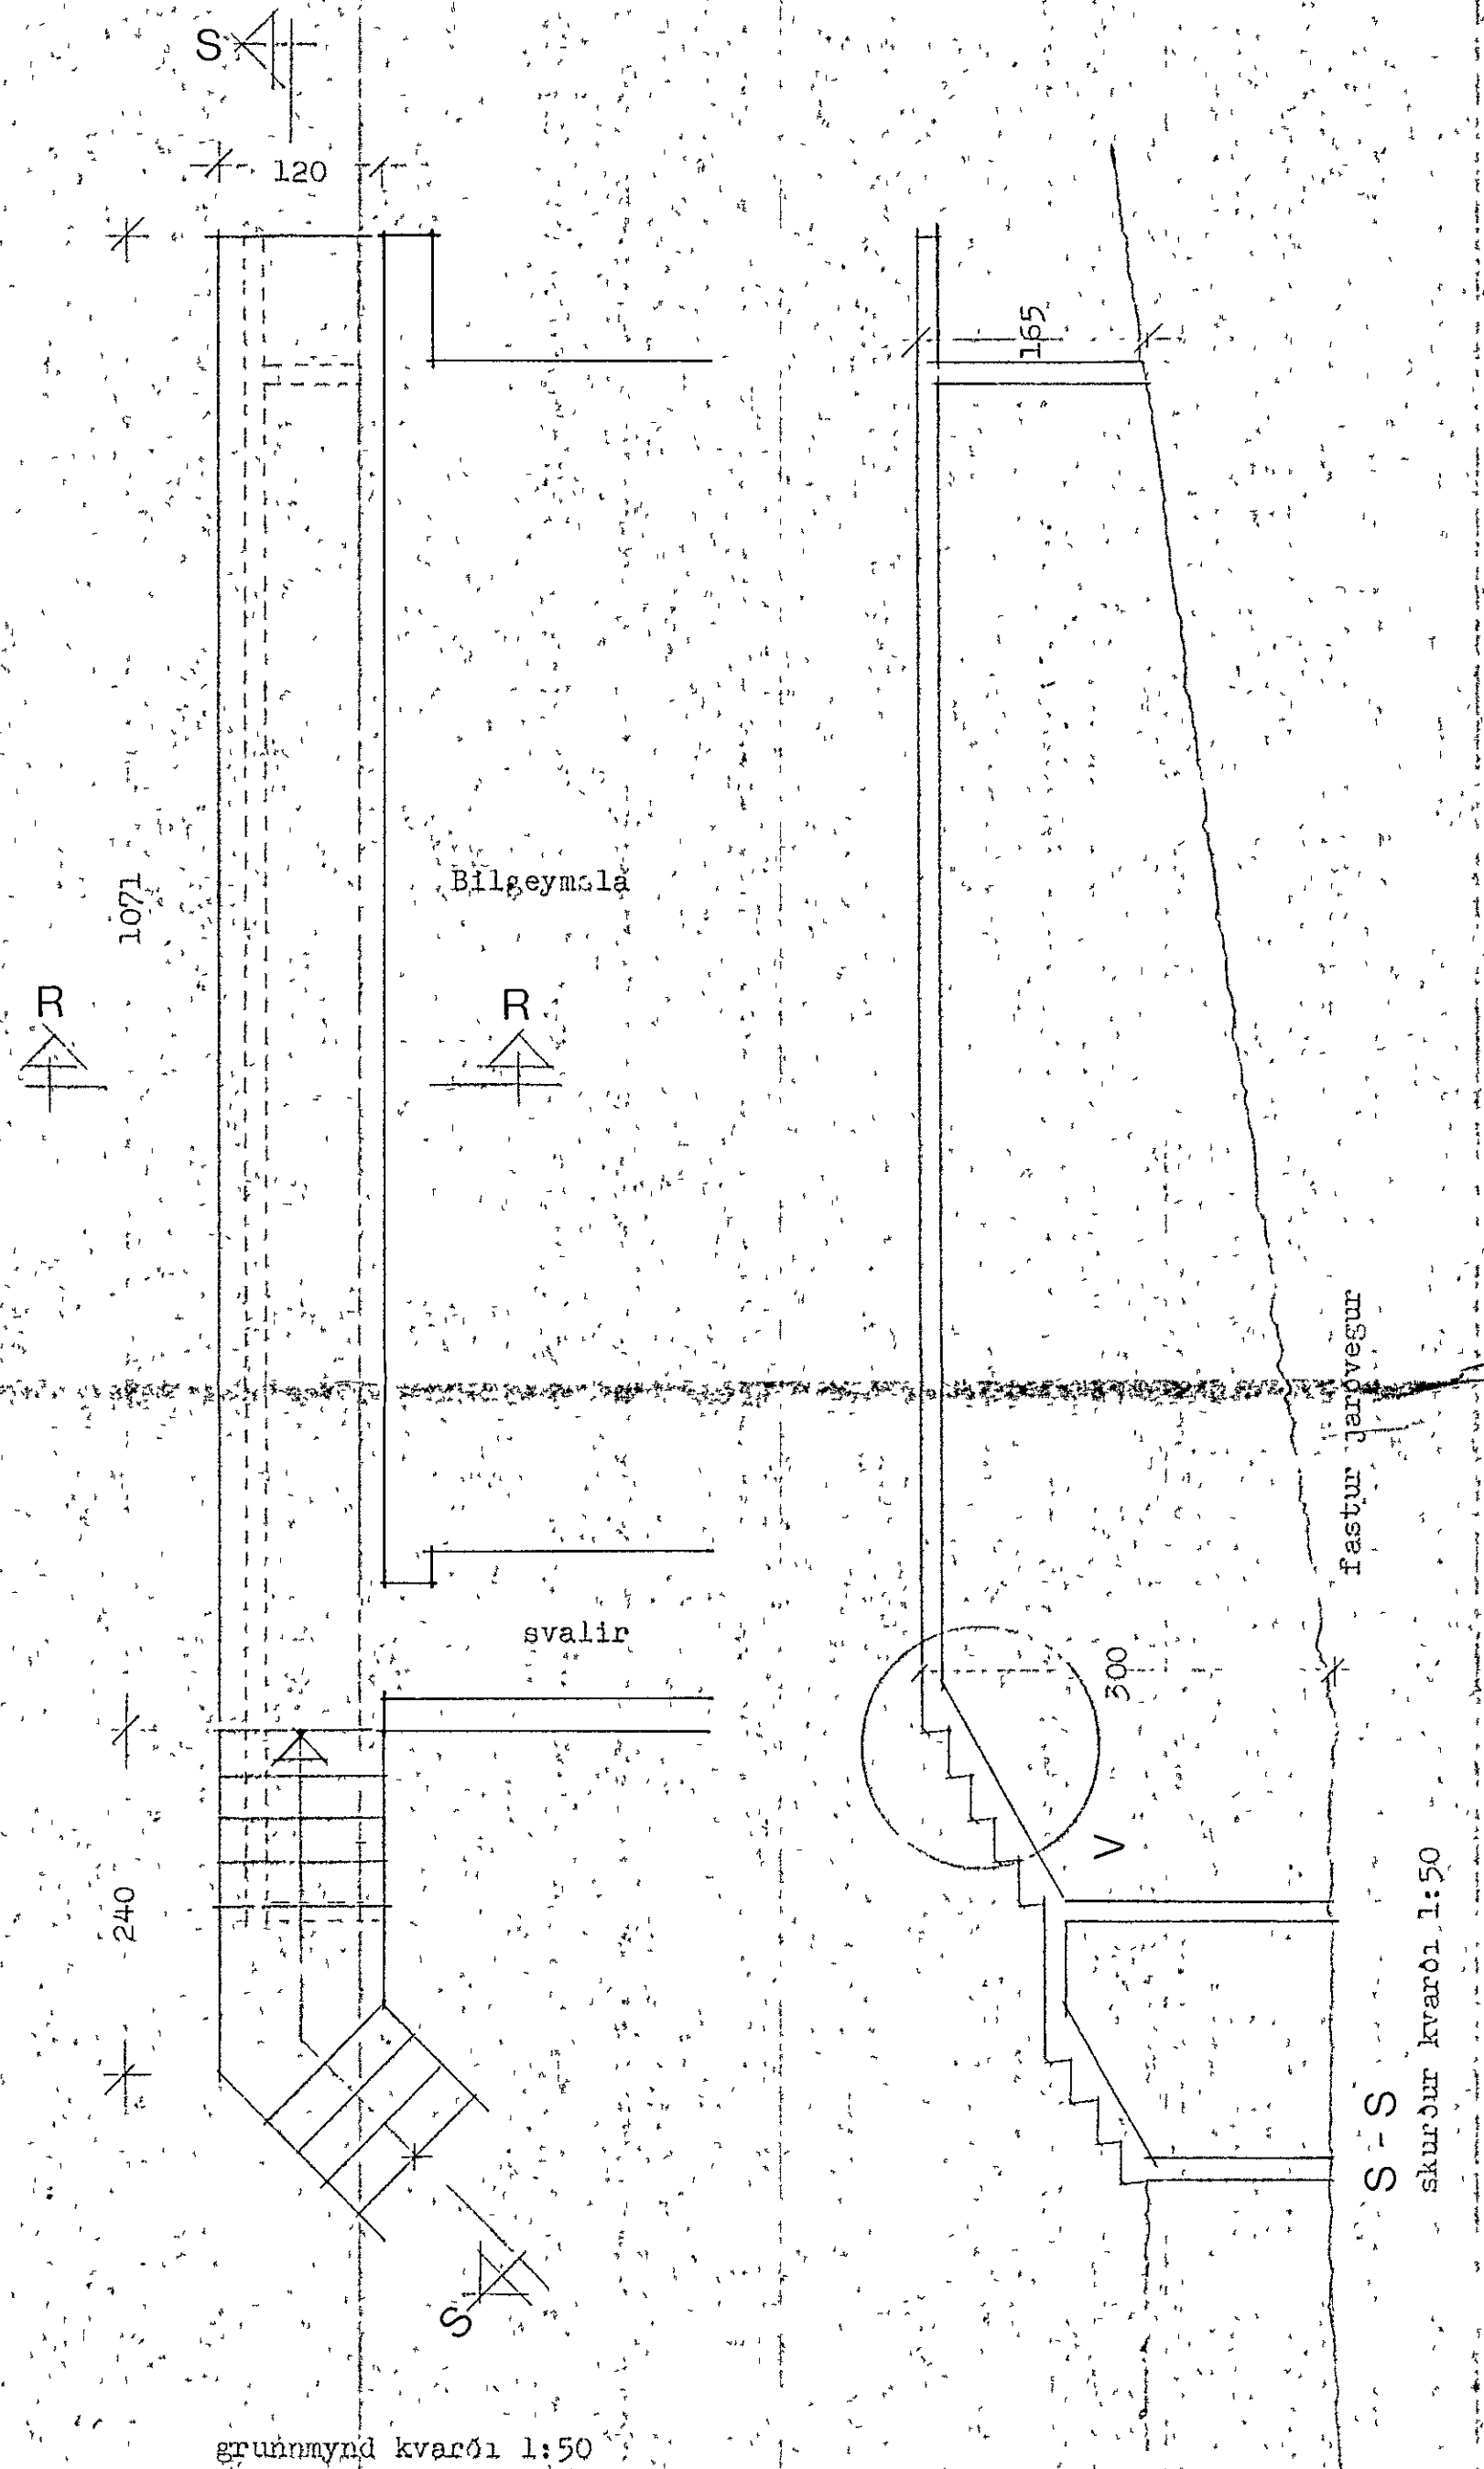 S
120
165
Bílgeymsla
1071
R
R
fastur jarðvegur
svalir
300
V
240
S - S
skurður kvarði 1:50
S
grunnmynd kvarði 1:50